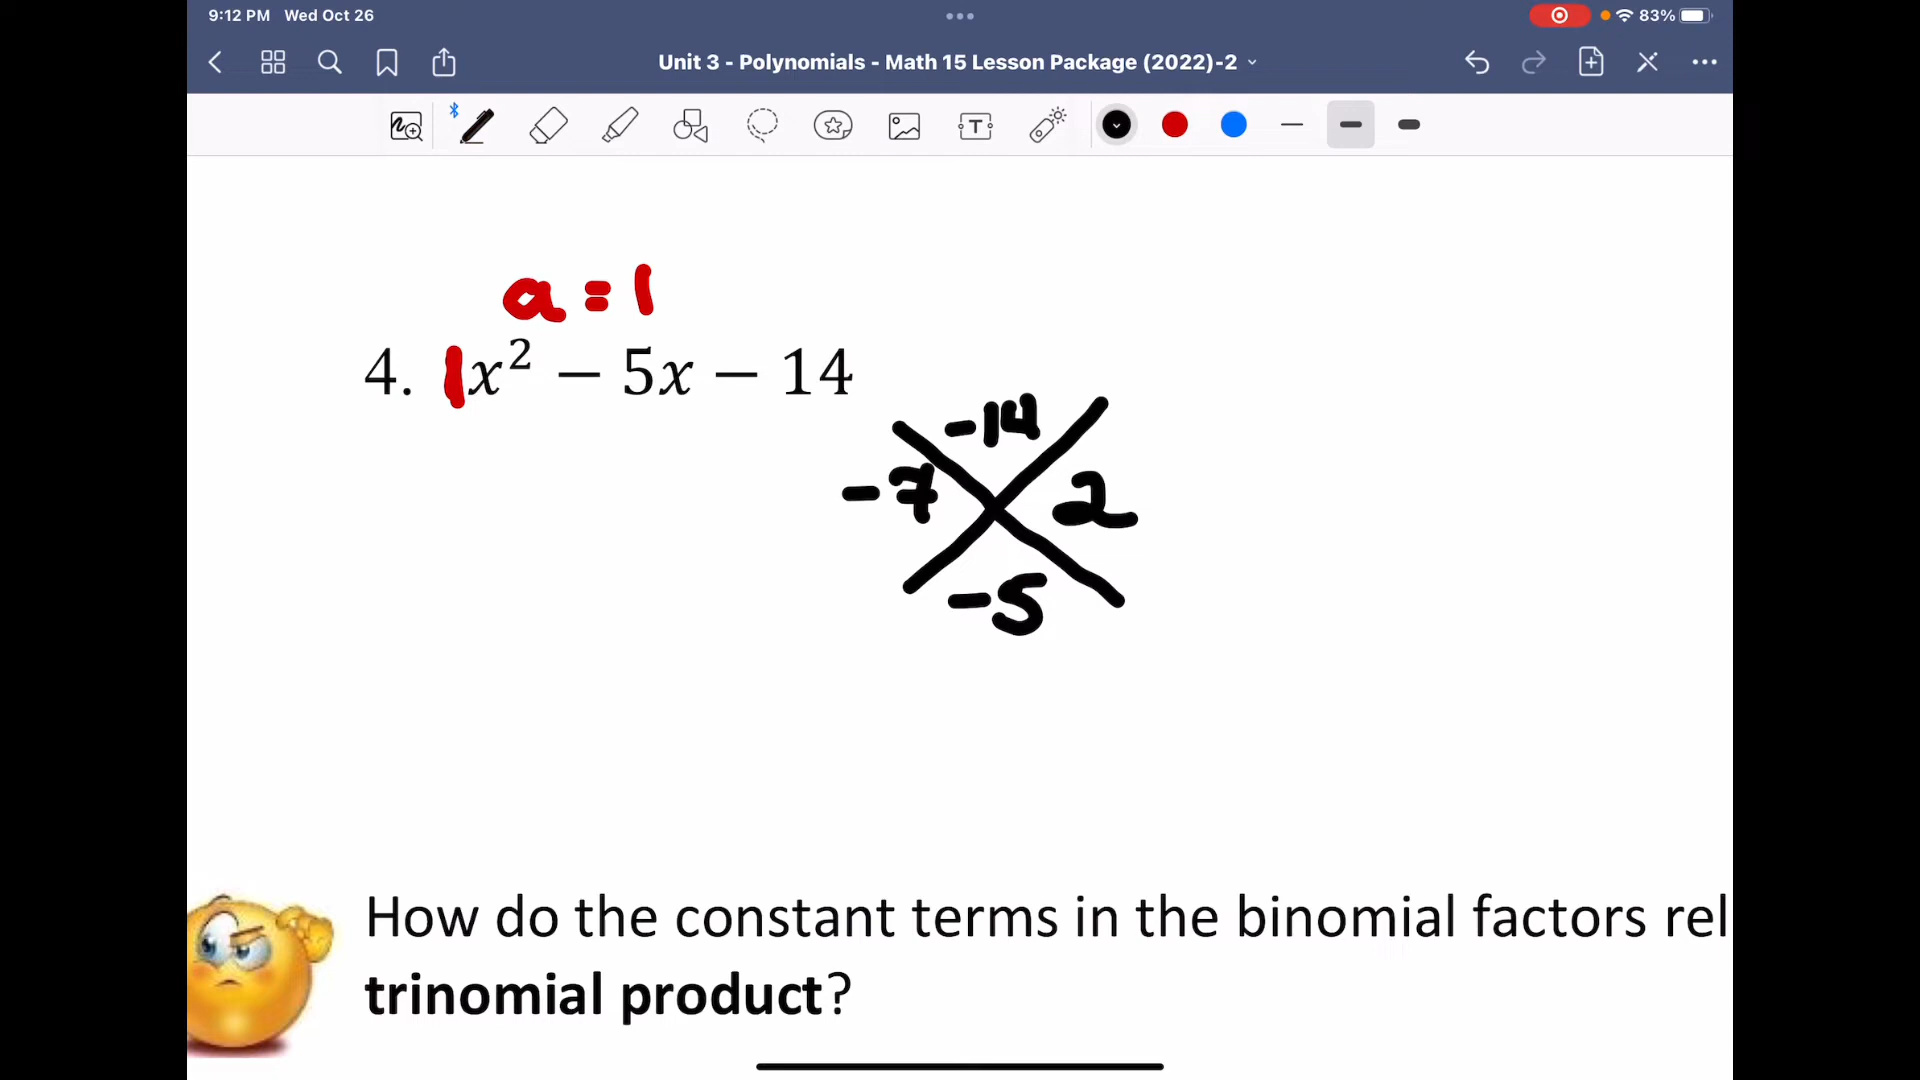 9:12 PM Wed Oct 26
83%
Unit 3 - Polynomials - Math 15 Lesson Package (2022)-2
T
a = 1
4. 1x² − 5x − 14
-14
-7 2
-5
How do the constant terms in the binomial factors rel
trinomial product?